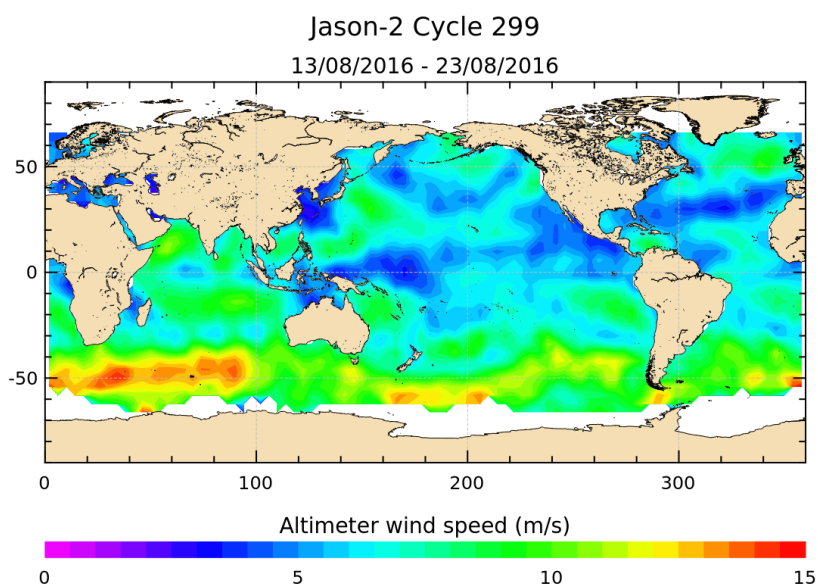 Jason-2 Cycle 299
13/08/2016 - 23/08/2016
50
0
-50
0 100 200 300
Altimeter wind speed (m/s)
0 5 10 15